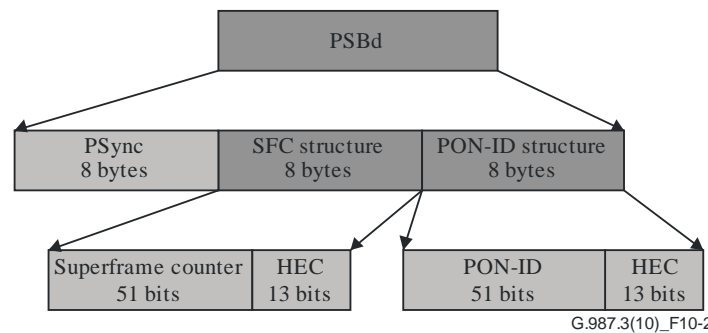 PSBd
PSync
8 bytes
SFC structure
8 bytes
PON-ID structure
8 bytes
Superframe counter
51 bits
HEC
13 bits
PON-ID
51 bits
HEC
13 bits
G.987.3(10)_F10-2